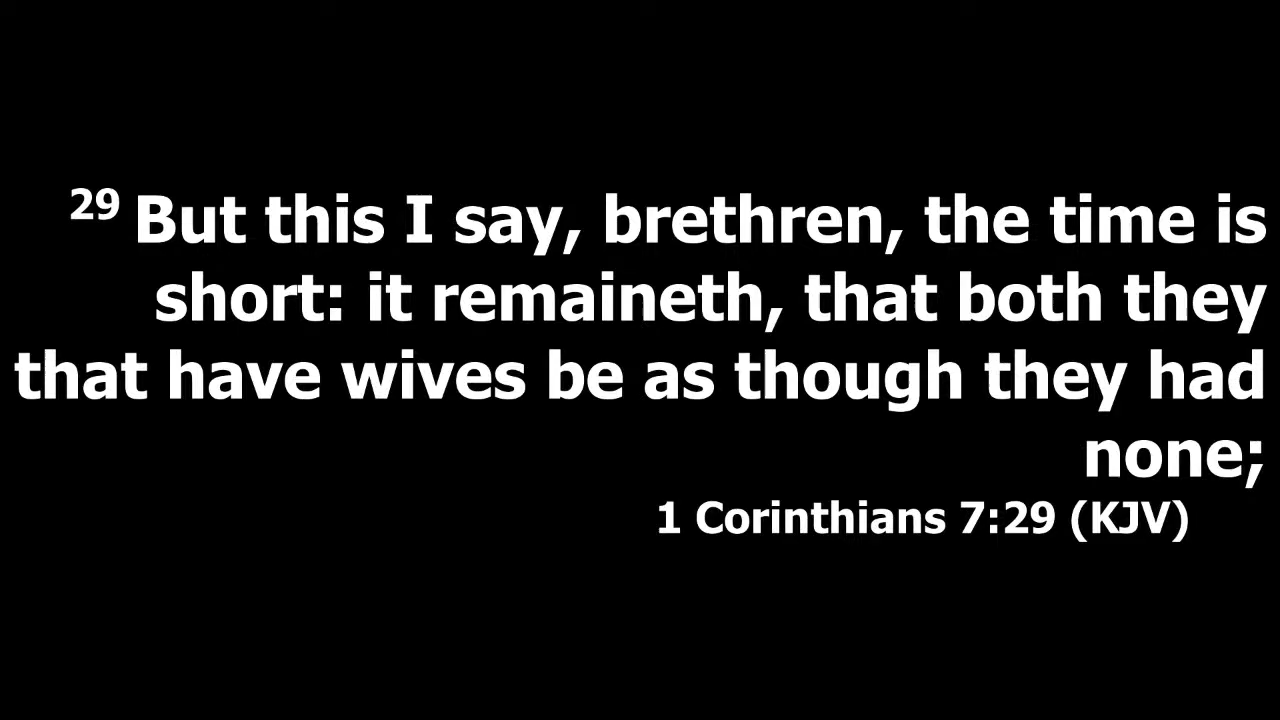 29 But this I say, brethren, the time is
short: it remaineth, that both they
that have wives be as though they had
none;
1 Corinthians 7:29 (KJV)